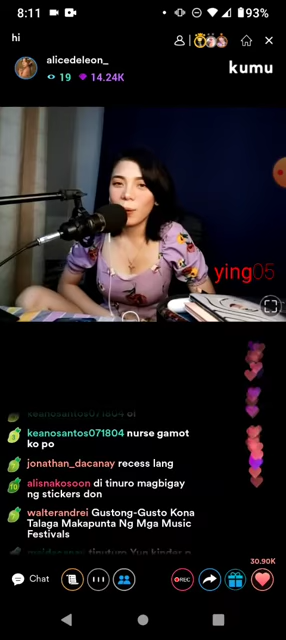 8:11
93%
hi
alicedeleon_
19
14.24K
kumu
ying05
keanosantos071804
keanosantos071804 nurse gamot
ko po
jonathan_dacanay recess lang
alisnakosoon di tinuro magbigay
ng stickers don
walterandrei Gustong-Gusto Kona
Talaga Makapunta Ng Mga Music
Festivals
30.90K
Chat
REC